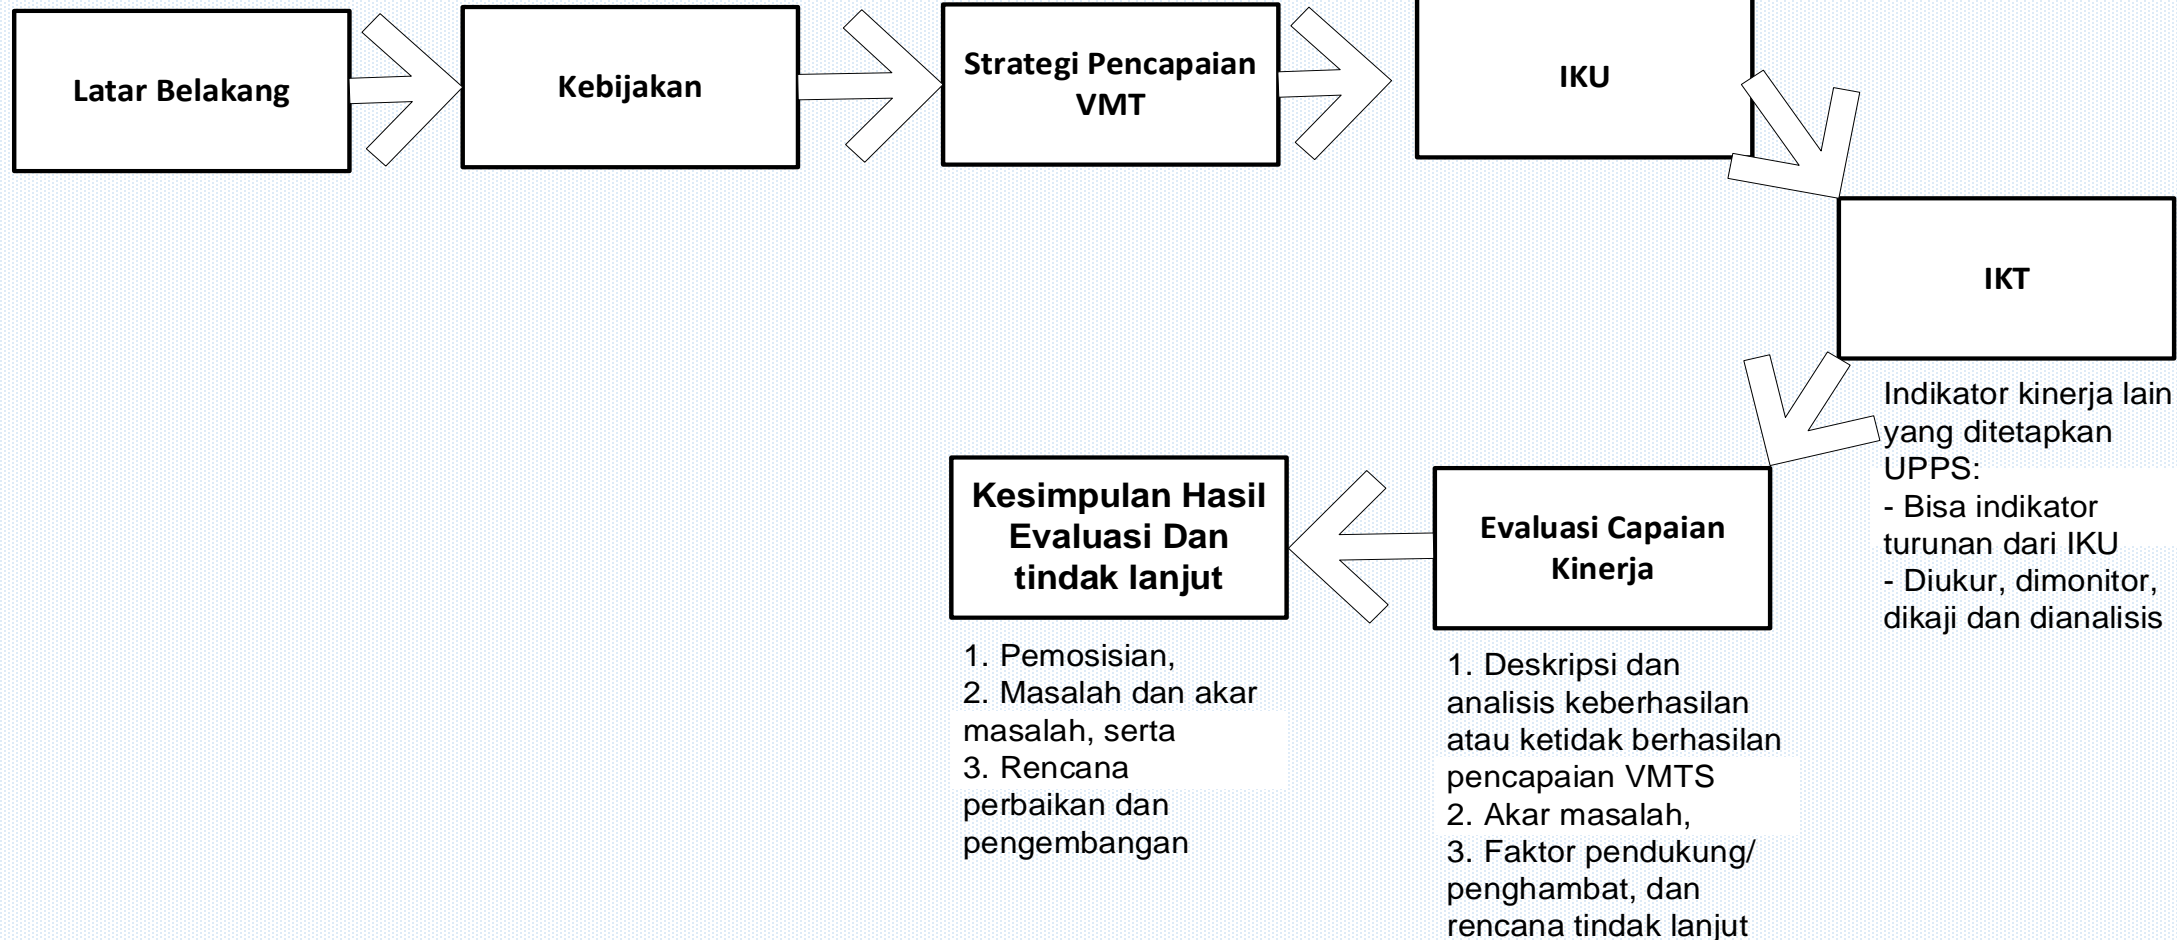 Latar Belakang
Kebijakan
Strategi Pencapaian
VMT
IKU
IKT
Indikator kinerja lain
yang ditetapkan
UPPS:
- Bisa indikator
turunan dari IKU
- Diukur, dimonitor,
dikaji dan dianalisis
Evaluasi Capaian
Kinerja
1. Deskripsi dan
analisis keberhasilan
atau ketidak berhasilan
pencapaian VMTS
2. Akar masalah,
3. Faktor pendukung/
penghambat, dan
rencana tindak lanjut
Kesimpulan Hasil
Evaluasi Dan
tindak lanjut
1. Pemosisian,
2. Masalah dan akar
masalah, serta
3. Rencana
perbaikan dan
pengembangan